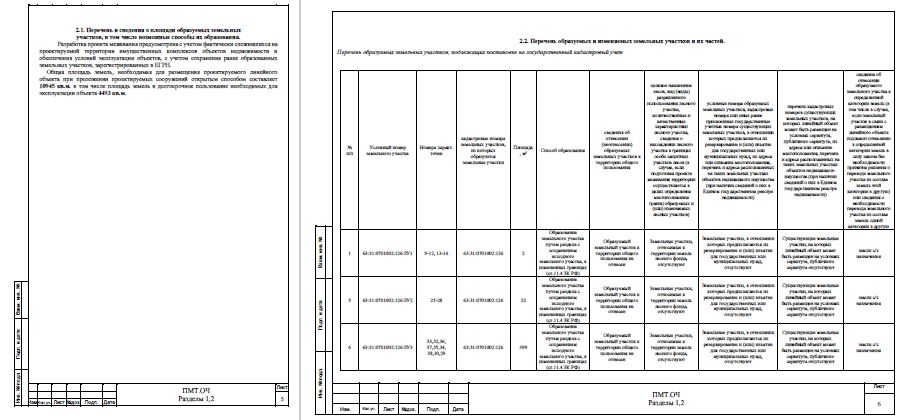 2.1. Перечень и сведения о площади образуемых земельных
участков, в том числе возможные способы их образования.
Разработка проекта межевания предусмотрена с учетом фактически сложившихся на
проектируемой территории имущественных комплексов объектов недвижимости и
обеспечения условий эксплуатации объектов, с учетом сохранения ранее образованных
земельных участков, зарегистрированных в ЕГРН.
Общая площадь земель, необходимая для размещения проектируемого линейного
объекта при проложении проектируемых сооружений открытым способом составляет
10945 кв.м. в том числе площадь земель в долгосрочное пользование необходимых для
эксплуатации объекта 4493 кв.м.
Взам. инв. №
Подп. и дата
Инв. № подл.
Изм.
Кол.уч.
Лист
№док.
Подп.
Дата
ПМТ.ОЧ
Разделы 1,2
Лист
5
2.2. Перечень образуемых и изменяемых земельных участков и их частей.
Перечень образуемых земельных участков, подлежащих постановке на государственный кадастровый учет
№
п/п
Условный номер
земельного участка
Номера характ.
точек
кадастровые номера
земельных участков,
из которых
образуются
земельные участки
Площадь
, м²
Способ образования
сведения об
отнесении
(неотнесении)
образуемых
земельных участков к
территории общего
пользования
целевое назначение
лесов, вид (виды)
разрешенного
использования лесного
участка,
количественные и
качественные
характеристики
лесного участка,
сведения о
нахождении лесного
участка в границах
особо защитных
участков лесов (в
случае, если
подготовка проекта
межевания территории
осуществляется в
целях определения
местоположения
границ образуемых и
(или) изменяемых
лесных участков)
условные номера образуемых
земельных участков, кадастровые
номера или иные ранее
присвоенные государственные
учетные номера существующих
земельных участков, в отношении
которых предполагаются их
резервирование и (или) изъятие
для государственных или
муниципальных нужд, их адреса
или описание местоположения,
перечень и адреса расположенных
на таких земельных участках
объектов недвижимого имущества
(при наличии сведений о них в
Едином государственном реестре
недвижимости)
перечень кадастровых
номеров существующих
земельных участков, на
которых линейный объект
может быть размещен на
условиях сервитута,
публичного сервитута, их
адреса или описание
местоположения, перечень
и адреса расположенных на
таких земельных участках
объектов недвижимого
имущества (при наличии
сведений о них в Едином
государственном реестре
недвижимости)
сведения об
отнесении
образуемого
земельного участка к
определенной
категории земель (в
том числе в случае,
если земельный
участок в связи с
размещением
линейного объекта
подлежит отнесению
к определенной
категории земель в
силу закона без
необходимости
принятия решения о
переводе земельного
участка из состава
земель этой
категории в другую)
или сведения о
необходимости
перевода земельного
участка из состава
земель одной
категории в другую
1
63:31:0701002:126:ЗУ1
9-12, 13-16
63:31:0701002:126
2
Образование
земельного участка
путем раздела с
сохранением
исходного
земельного участка, в
измененных границах
(ст.11.4 ЗК РФ)
Образуемый
земельный участок к
территории общего
пользования не
отнесен
Земельные участки,
относимые к
территории земель
лесного фонда,
отсутствуют
Земельные участки, в отношении
которых предполагаются их
резервирование и (или) изъятие
для государственных или
муниципальных нужд,
отсутствуют
Существующие земельные
участки, на которых
линейный объект может
быть размещен на условиях
сервитута, публичного
сервитута отсутствуют
земли с/х
назначения
5
63:31:0701002:126:ЗУ2
25-28
63:31:0701002:126
22
Образование
земельного участка
путем раздела с
сохранением
исходного
земельного участка, в
измененных границах
(ст.11.4 ЗК РФ)
Образуемый
земельный участок к
территории общего
пользования не
отнесен
Земельные участки,
относимые к
территории земель
лесного фонда,
отсутствуют
Земельные участки, в отношении
которых предполагаются их
резервирование и (или) изъятие
для государственных или
муниципальных нужд,
отсутствуют
Существующие земельные
участки, на которых
линейный объект может
быть размещен на условиях
сервитута, публичного
сервитута отсутствуют
земли с/х
назначения
6
63:31:0701002:126:ЗУ3
33,32,36,
37,35,34,
38,30,29
63:31:0701002:126
399
Образование
земельного участка
путем раздела с
сохранением
исходного
земельного участка, в
измененных границах
(ст.11.4 ЗК РФ)
Образуемый
земельный участок к
территории общего
пользования не
отнесен
Земельные участки,
относимые к
территории земель
лесного фонда,
отсутствуют
Земельные участки, в отношении
которых предполагаются их
резервирование и (или) изъятие
для государственных или
муниципальных нужд,
отсутствуют
Существующие земельные
участки, на которых
линейный объект может
быть размещен на условиях
сервитута, публичного
сервитута отсутствуют
земли с/х
назначения
Взам. инв. №
Подп. и дата
Инв. № подл.
Изм.
Кол.уч.
Лист
№док.
Подп.
Дата
ПМТ.ОЧ
Разделы 1,2
Лист
6